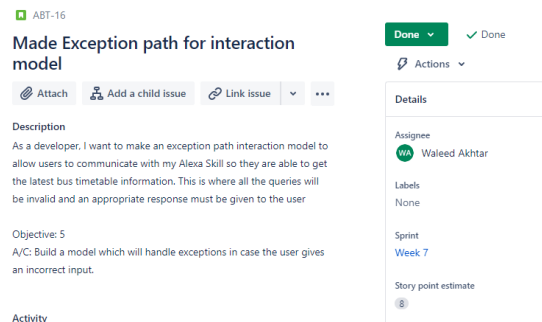 ABT-16
Made Exception path for interaction
model
Attach
Add a child issue
Link issue
Description
As a developer, I want to make an exception path interaction model to
allow users to communicate with my Alexa Skill so they are able to get
the latest bus timetable information. This is where all the queries will
be invalid and an appropriate response must be given to the user
Objective: 5
A/C: Build a model which will handle exceptions in case the user gives
an incorrect input.
Activity
Done
Done
Actions
Details
Assignee
WA Waleed Akhtar
Labels
None
Sprint
Week 7
Story point estimate
8